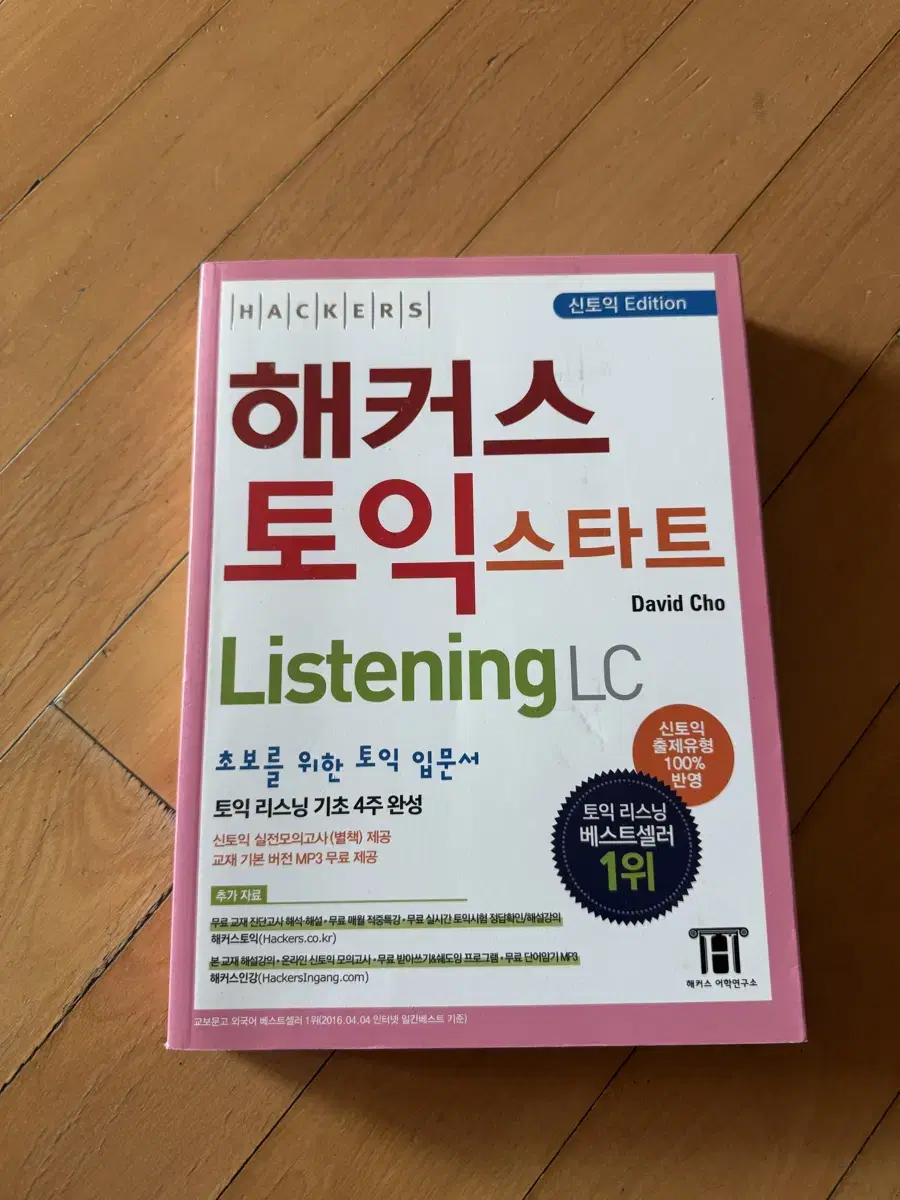 HACKERS
신토익 Edition
해커스
토익 스타트
David Cho
Listening LC
초보를 위한 토익 입문서
토익 리스닝 기초 4주 완성
신토익 실전모의고사(별책) 제공
교재 기본 버전 MP3 무료 제공
신토익
출제유형
100%
반영
토익 리스닝
베스트셀러
1위
추가 자료
무료 교재 진단고사 해석·해설 • 무료 매월 적중특강 • 무료 실시간 토익시험 정답확인/해설강의
해커스토익(Hackers.co.kr)
본 교재 해설강의 • 온라인 신토익 모의고사 • 무료 받아쓰기&쉐도잉 프로그램 • 무료 단어암기 MP3
해커스인강(HackersIngang.com)
해커스 어학연구소
교보문고 외국어 베스트셀러 1위(2016.04.04 인터넷 일간베스트 기준)